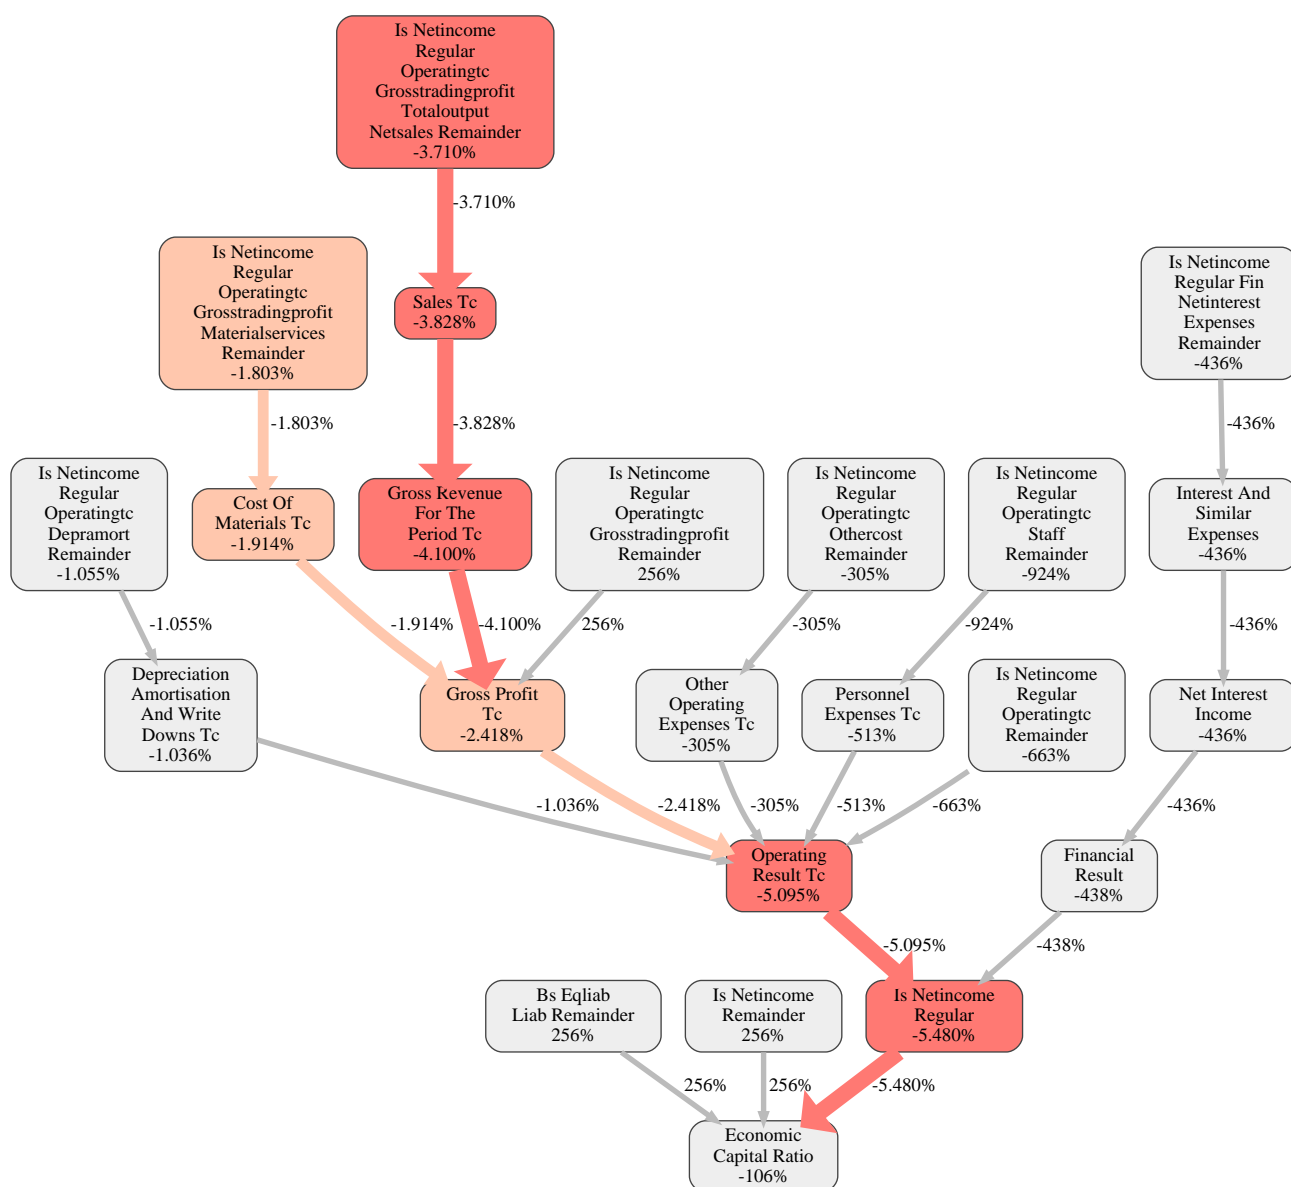 Is Netincome
Regular
Operatingtc
Grosstradingprofit
Totaloutput
Netsales Remainder
-3.710%
-3.710%
Is Netincome
Regular
Operatingtc
Grosstradingprofit
Materialservices
Remainder
-1.803%
Sales Tc
-3.828%
Is Netincome
Regular Fin
Netinterest
Expenses
Remainder
-436%
-1.803%
-3.828%
-436%
Is Netincome
Regular
Operatingtc
Depramort
Remainder
-1.055%
Cost Of
Materials Tc
-1.914%
Gross Revenue
For The
Period Tc
-4.100%
Is Netincome
Regular
Operatingtc
Grosstradingprofit
Remainder
256%
Is Netincome
Regular
Operatingtc
Othercost
Remainder
-305%
Is Netincome
Regular
Operatingtc
Staff
Remainder
-924%
Interest And
Similar
Expenses
-436%
-1.055%
-1.914%
-4.100%
256%
-305%
-924%
-436%
Depreciation
Amortisation
And Write
Downs Tc
-1.036%
Gross Profit
Tc
-2.418%
Other
Operating
Expenses Tc
-305%
Personnel
Expenses Tc
-513%
Is Netincome
Regular
Operatingtc
Remainder
-663%
Net Interest
Income
-436%
-1.036%
-2.418%
-305%
-513%
-663%
-436%
Operating
Result Tc
-5.095%
Financial
Result
-438%
-5.095%
-438%
Bs Eqliab
Liab Remainder
256%
Is Netincome
Remainder
256%
Is Netincome
Regular
-5.480%
256%
256%
-5.480%
Economic
Capital Ratio
-106%